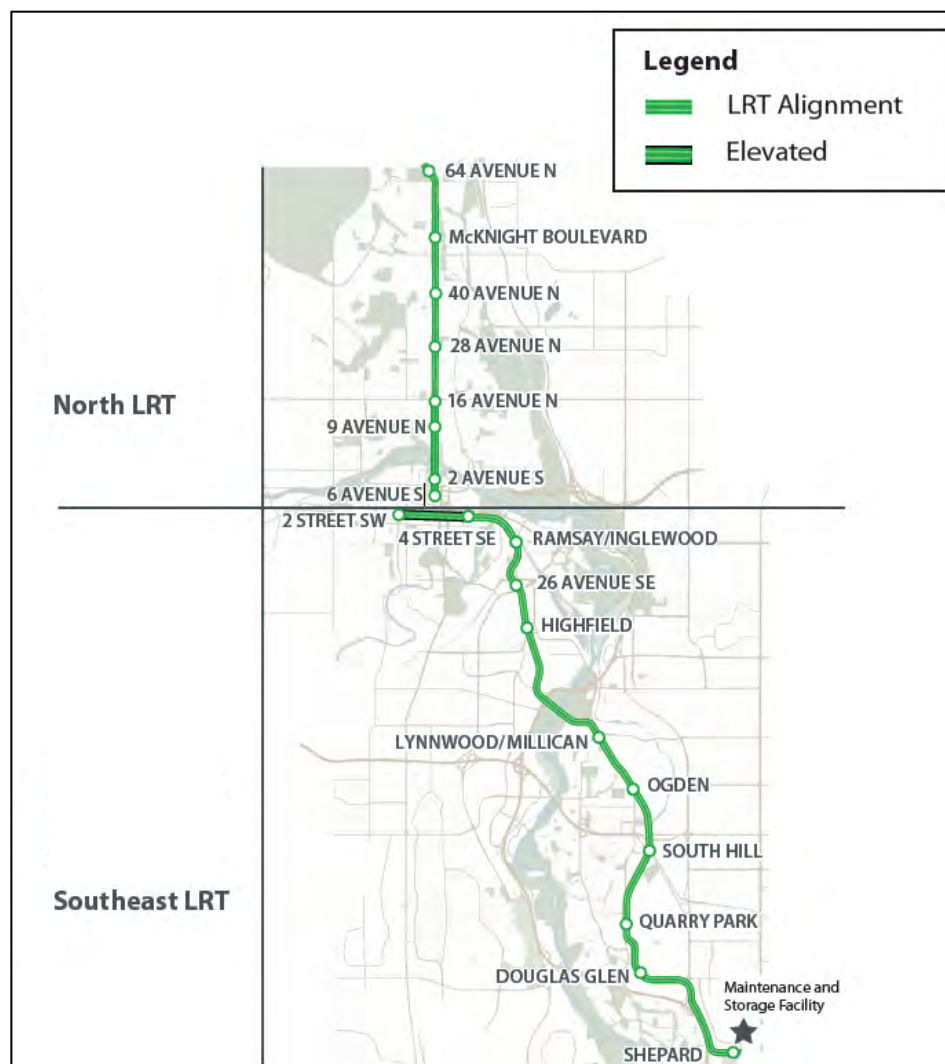 Legend
LRT Alignment
Elevated
64 AVENUE N
McKNIGHT BOULEVARD
40 AVENUE N
28 AVENUE N
North LRT
16 AVENUE N
9 AVENUE N
2 AVENUE S
6 AVENUE S
2 STREET SW
4 STREET SE
RAMSAY/INGLEWOOD
26 AVENUE SE
HIGHFIELD
LYNNWOOD/MILLICAN
OGDEN
SOUTH HILL
Southeast LRT
QUARRY PARK
DOUGLAS GLEN
Maintenance and
Storage Facility
SHEPARD